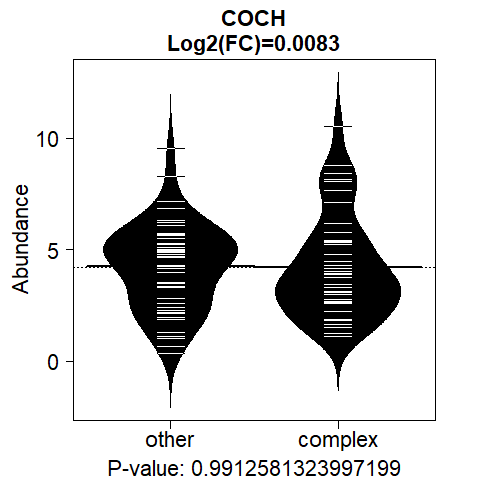 COCH
Log2(FC)=0.0083
Abundance
10
5
0
other complex
P-value: 0.9912581323997199